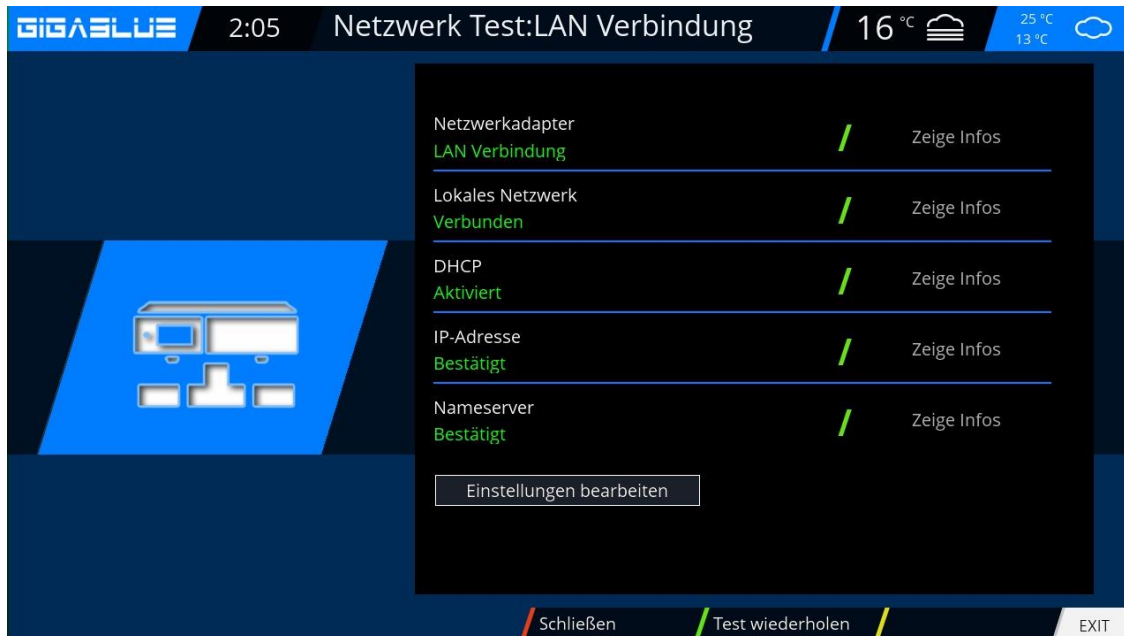 GIGABLUE
2:05
Netzwerk Test:LAN Verbindung
16 °C
25 °C
13 °C
Netzwerkadapter
LAN Verbindung
Zeige Infos
Lokales Netzwerk
Verbunden
Zeige Infos
DHCP
Aktiviert
Zeige Infos
IP-Adresse
Bestätigt
Zeige Infos
Nameserver
Bestätigt
Zeige Infos
Einstellungen bearbeiten
Schließen
Test wiederholen
EXIT